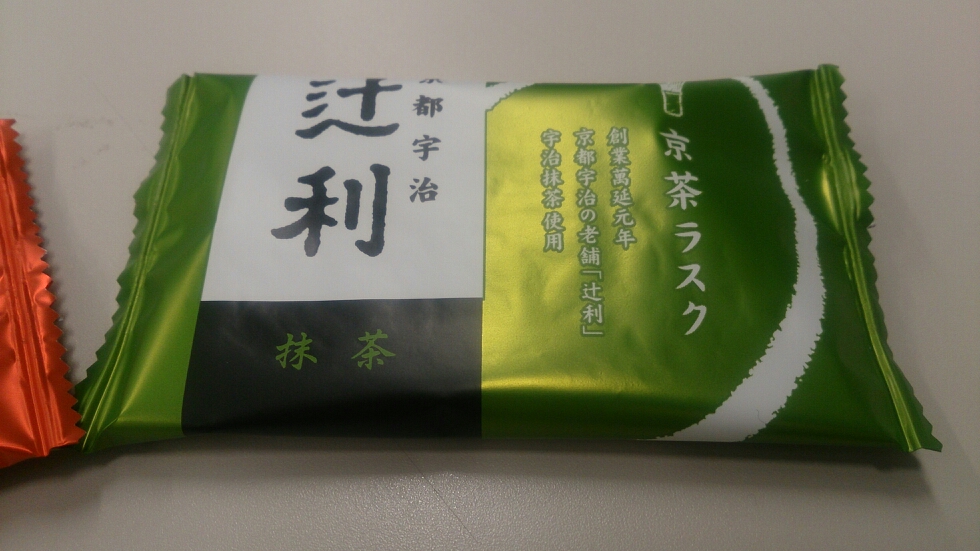 京茶ラスク
創業萬延元年
京都宇治の老舗「辻利」
宇治抹茶使用
京都宇治
辻利
抹茶